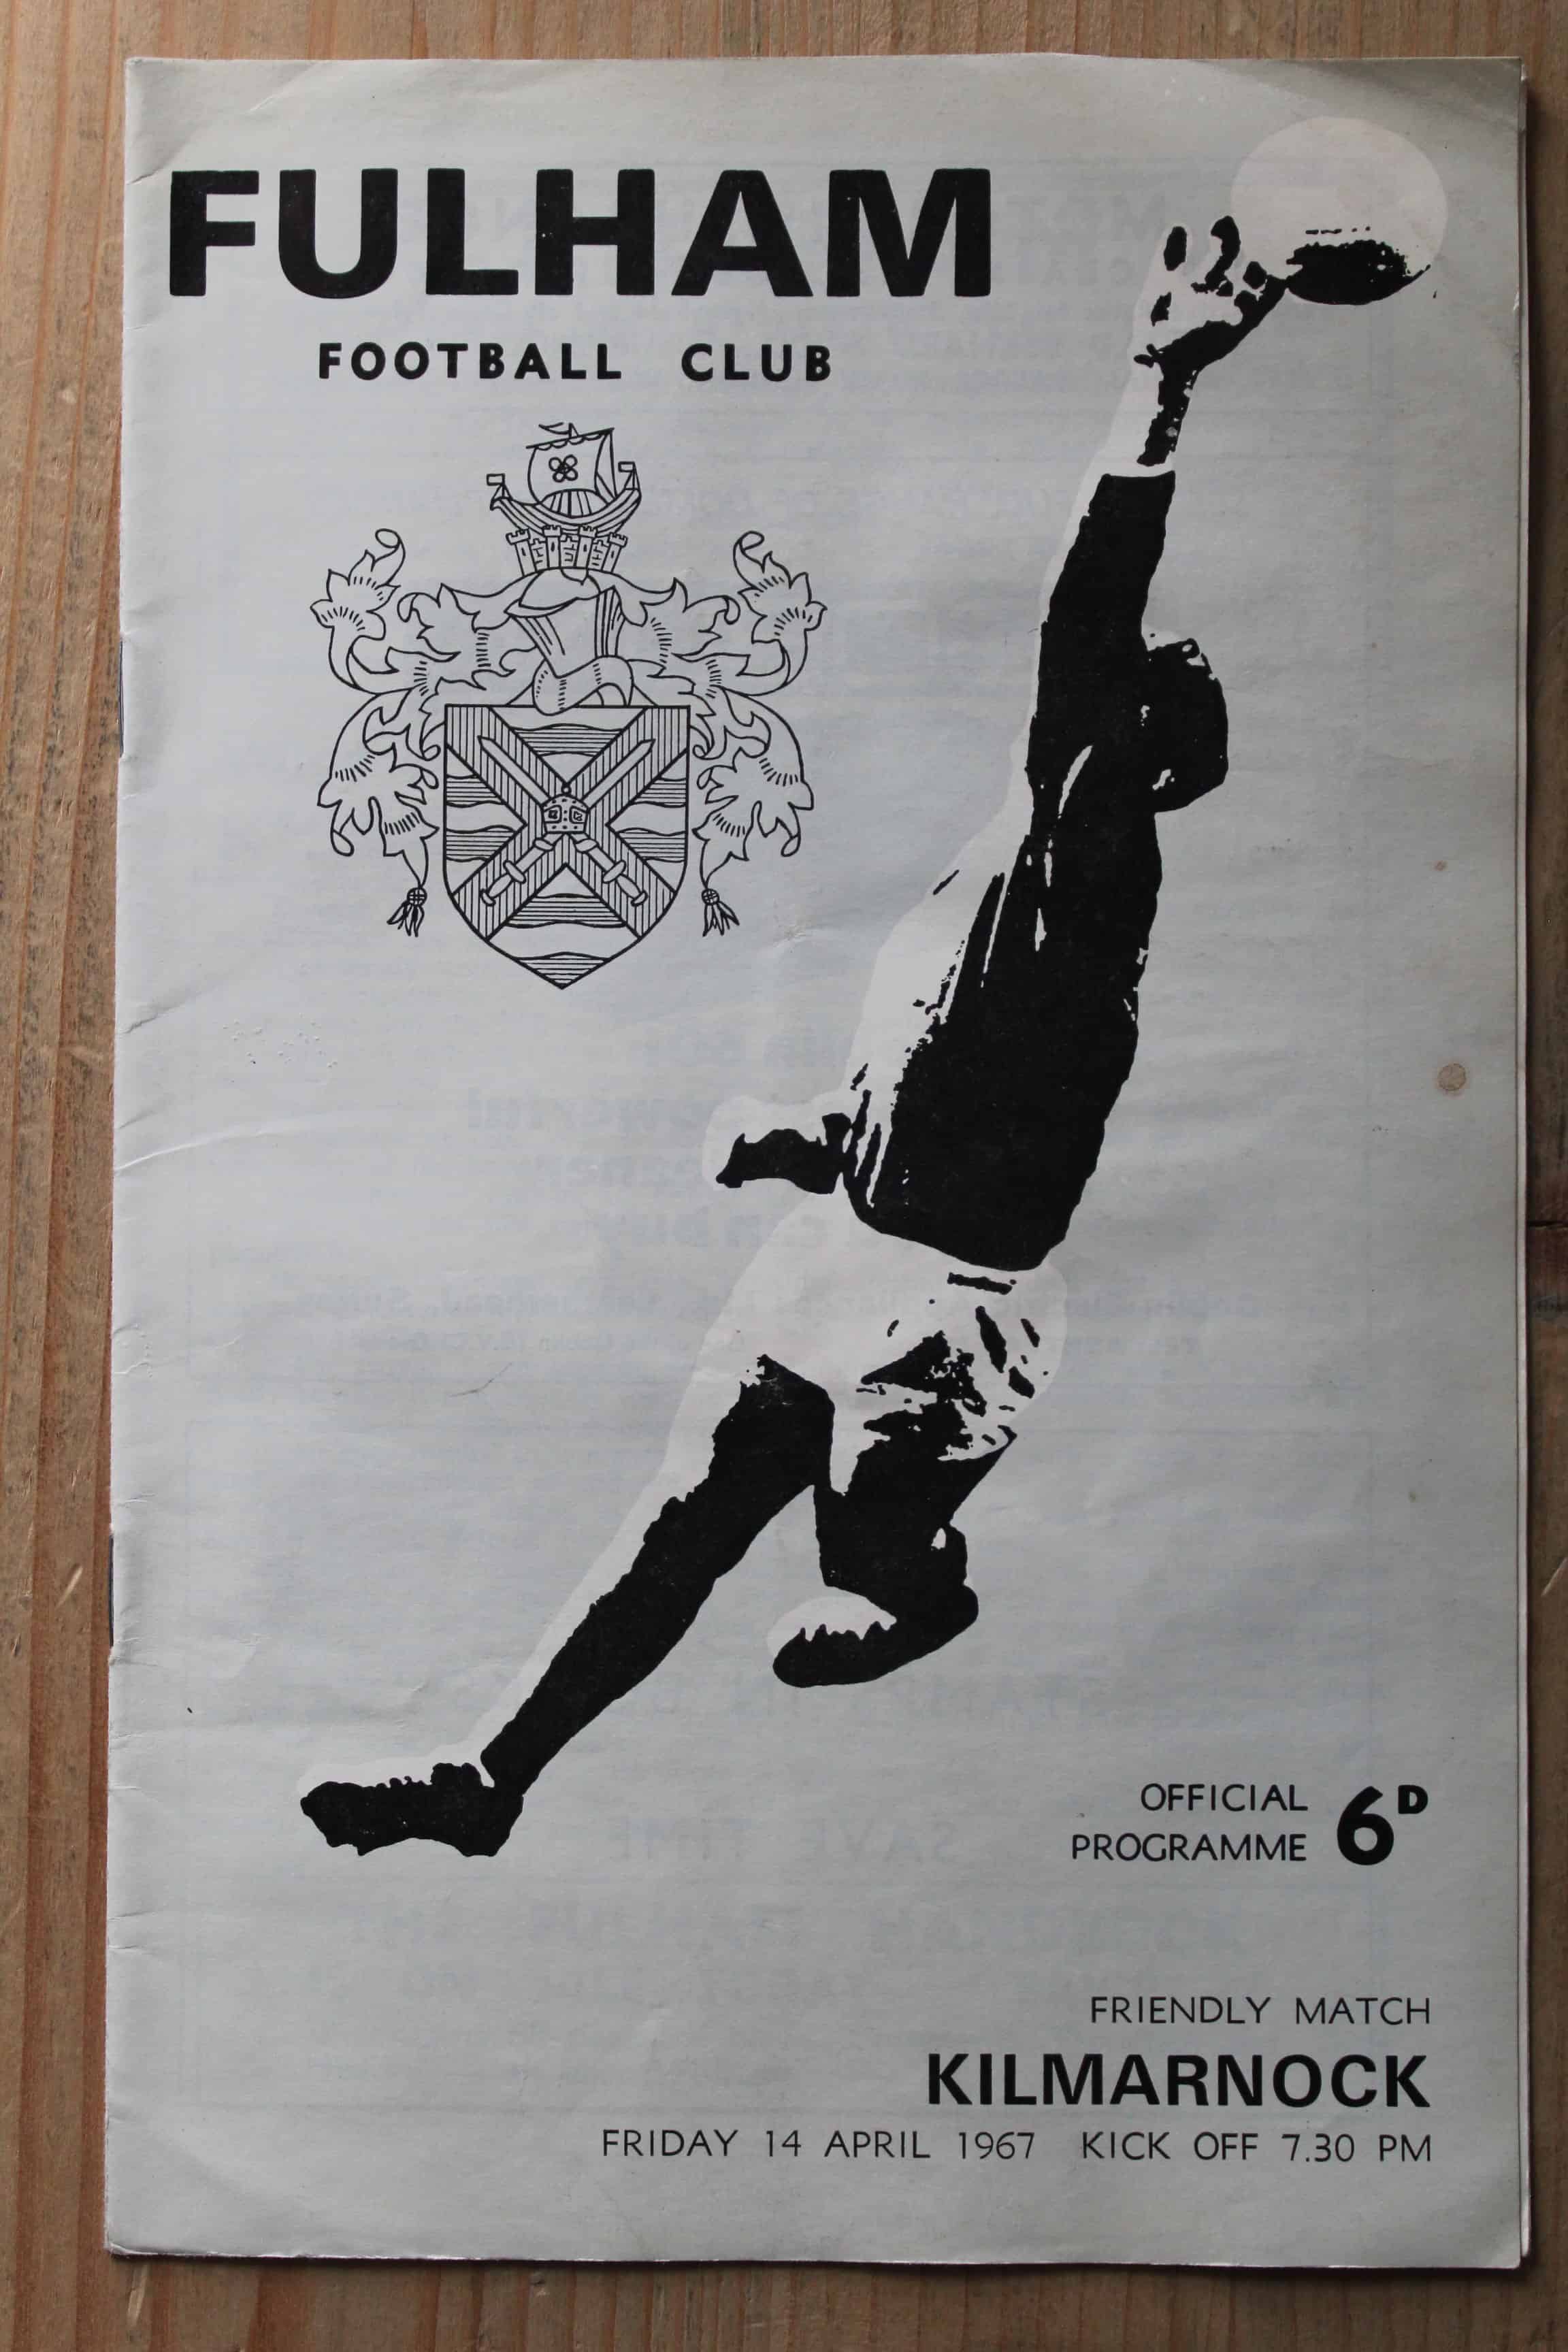 FULHAM
FOOTBALL CLUB
OFFICIAL
PROGRAMME 6D
FRIENDLY MATCH
KILMARNOCK
FRIDAY 14 APRIL 1967 KICK OFF 7.30 PM